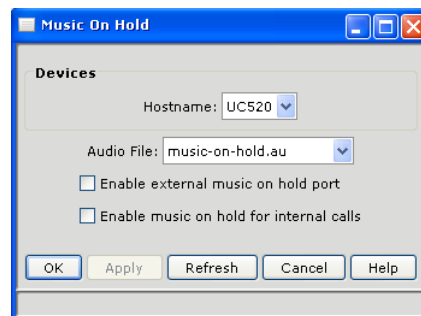 Music On Hold
Devices
Hostname: UC520
Audio File: music-on-hold.au
Enable external music on hold port
Enable music on hold for internal calls
OK Apply Refresh Cancel Help